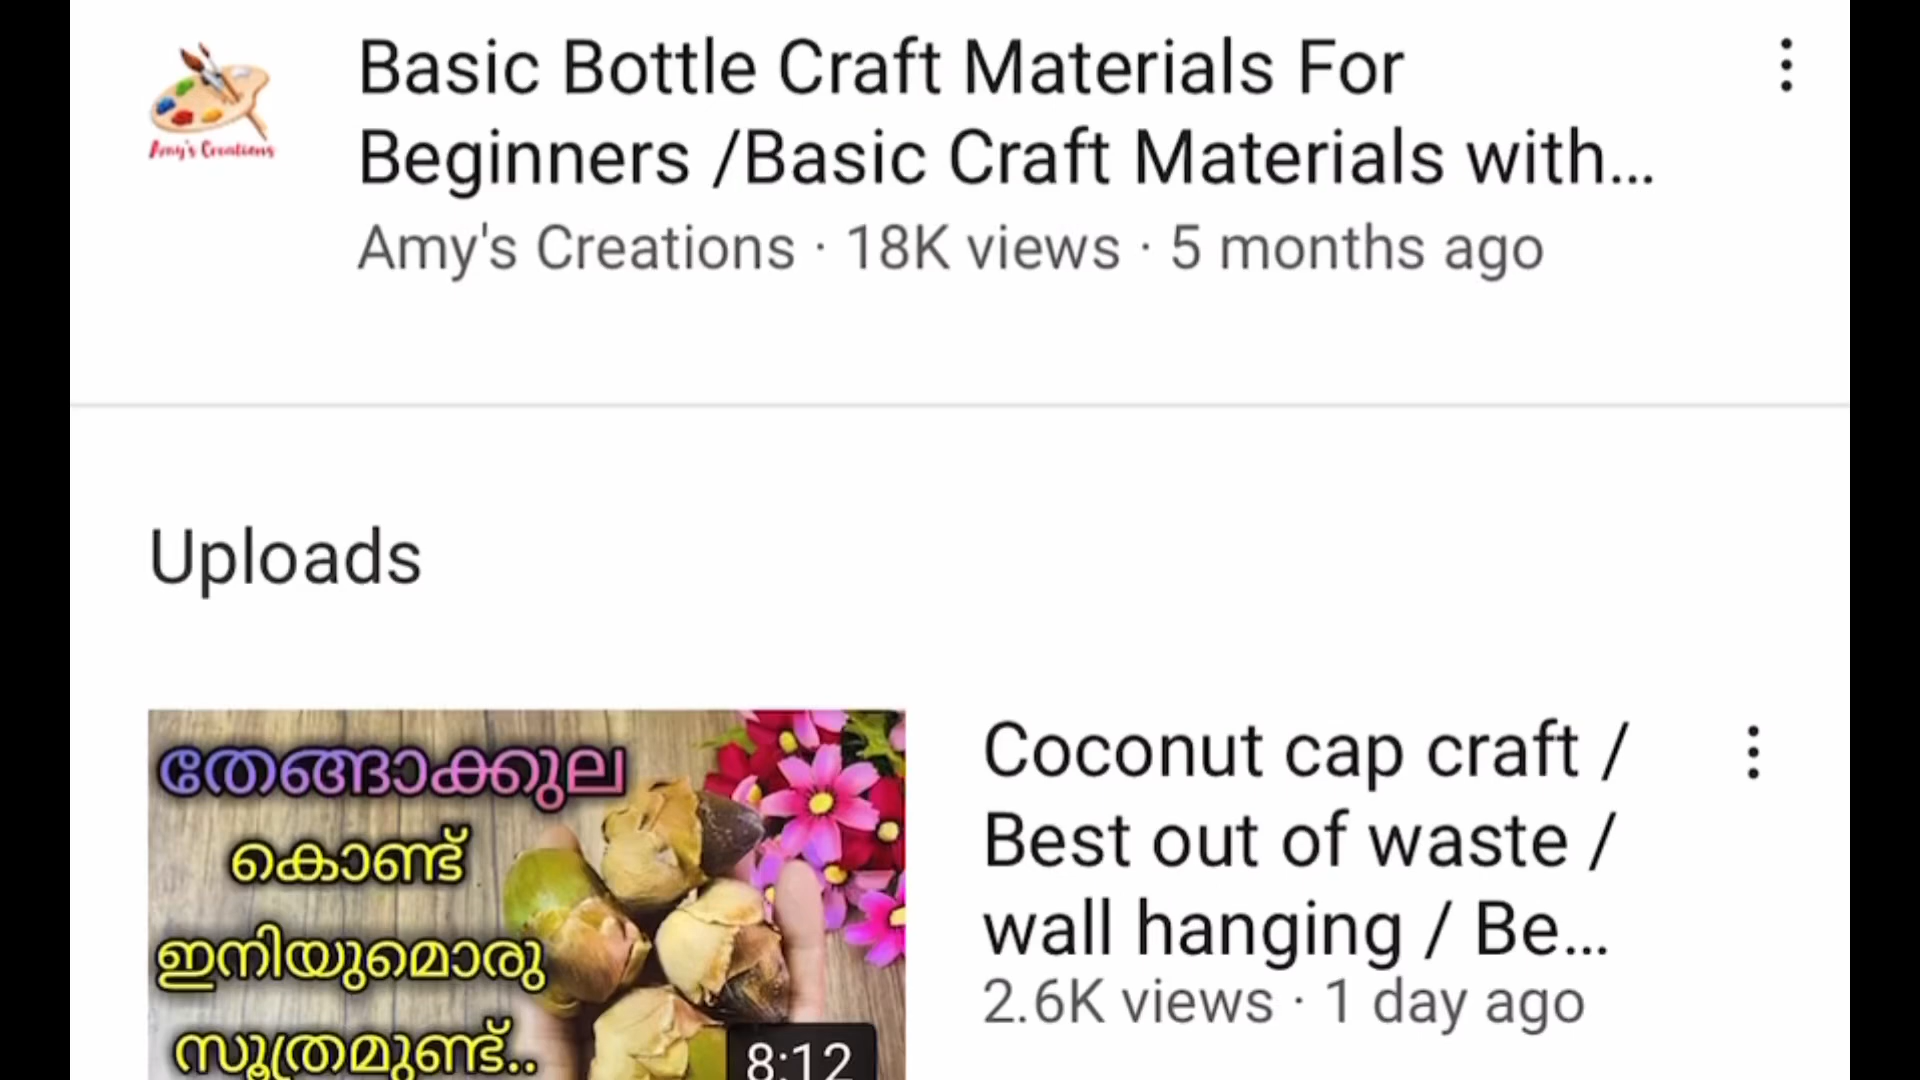 Basic Bottle Craft Materials For
Beginners /Basic Craft Materials with...
Amy's Creations
Amy's Creations · 18K views · 5 months ago
Uploads
തേങ്ങാക്കുല
കൊണ്ട്
ഇനിയുമൊരു
സൂത്രമുണ്ട്..
8:12
Coconut cap craft /
Best out of waste /
wall hanging / Be...
2.6K views · 1 day ago